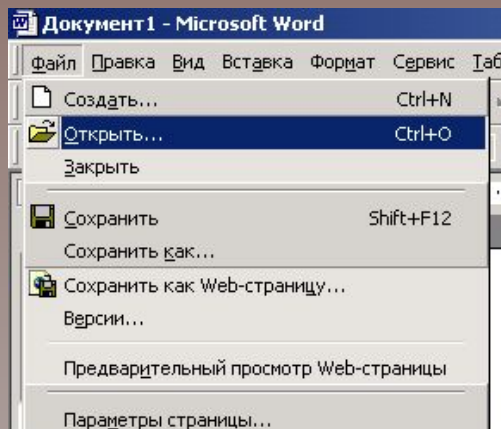 Документ1 - Microsoft Word
Файл Правка Вид Вставка Формат Сервис Таб
Создать... Ctrl+N
Открыть... Ctrl+O
Закрыть
Сохранить Shift+F12
Сохранить как...
Сохранить как Web-страницу...
Версии...
Предварительный просмотр Web-страницы
Параметры страницы...